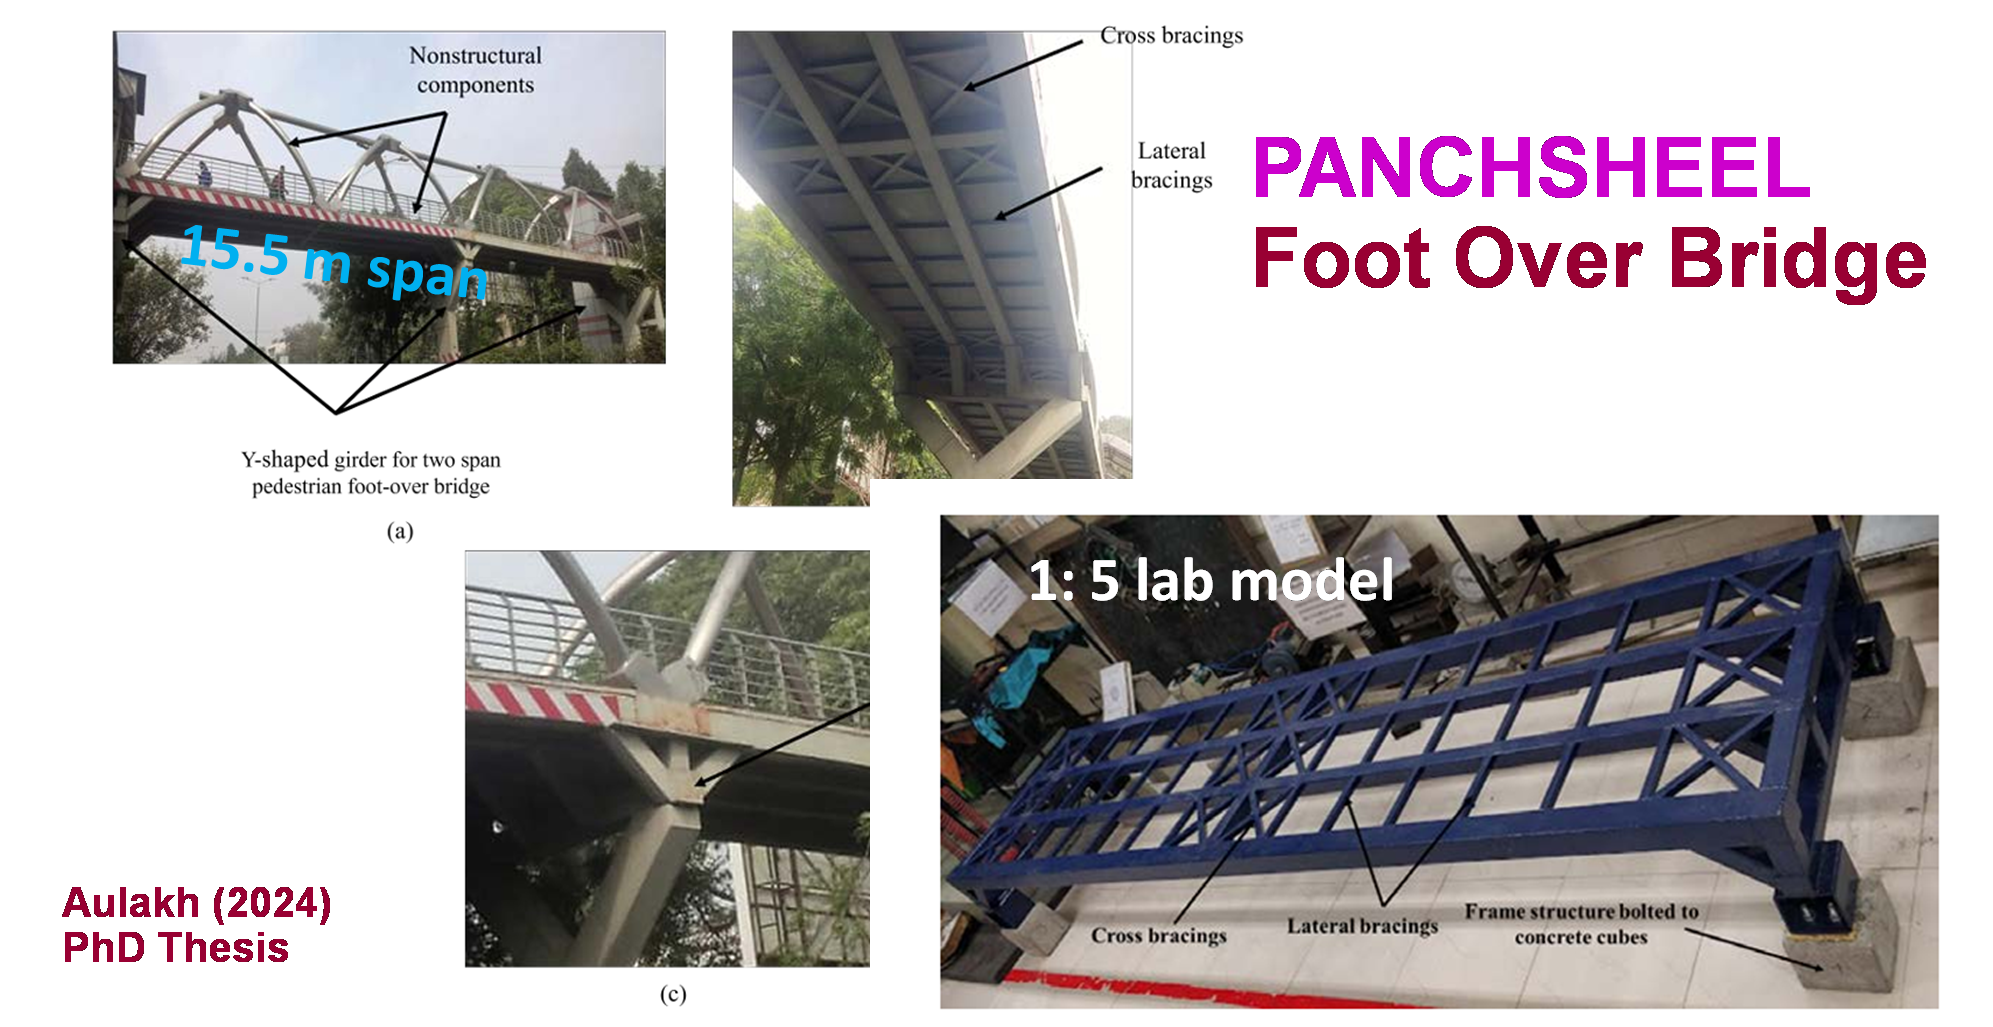 Nonstructural
components
15.5 m span
Y-shaped girder for two span
pedestrian foot-over bridge
(a)
Cross bracings
Lateral
bracings
PANCHSHEEL
Foot Over Bridge
(c)
Aulakh (2024)
PhD Thesis
1: 5 lab model
Cross bracings
Lateral bracings
Frame structure bolted to
concrete cubes